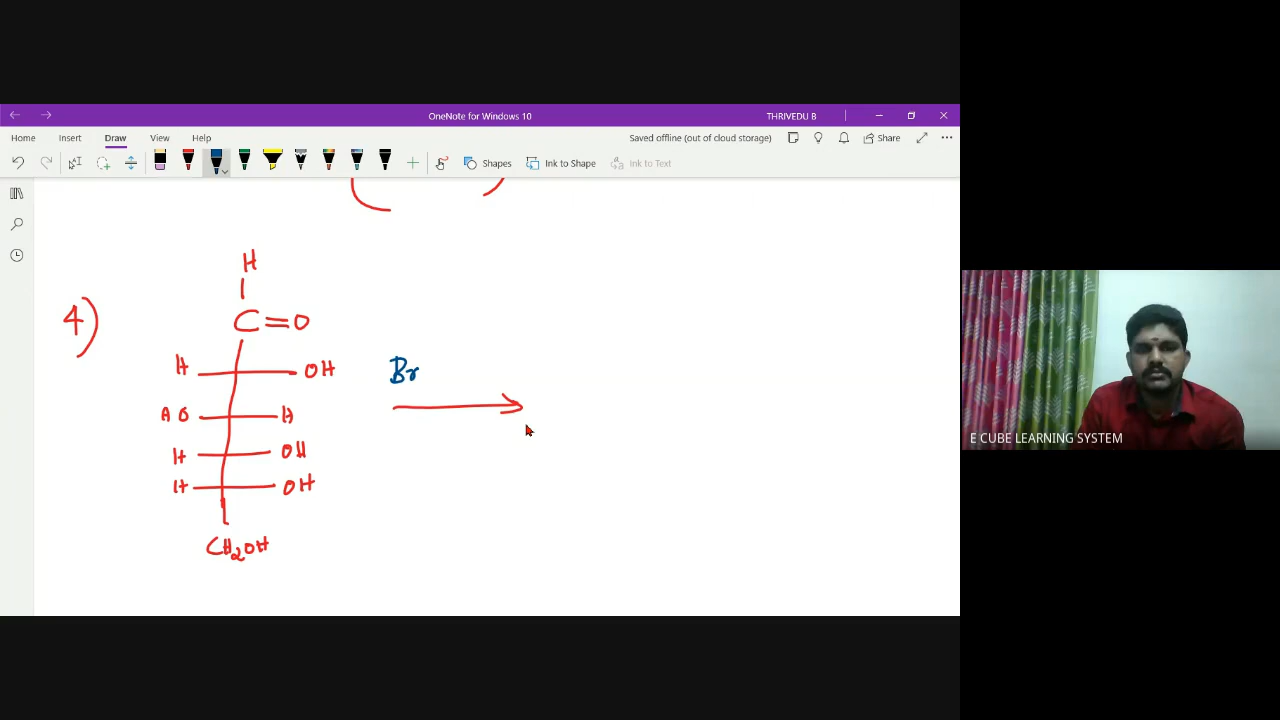 OneNote for Windows 10
THRIVEDU B
Home Insert Draw View Help
Saved offline (out of cloud storage)
Share
Shapes
Ink to Shape
Ink to Text
H
4)
C=O
H OH
H O H
H OH
H OH
CH2OH
Br
E CUBE LEARNING SYSTEM